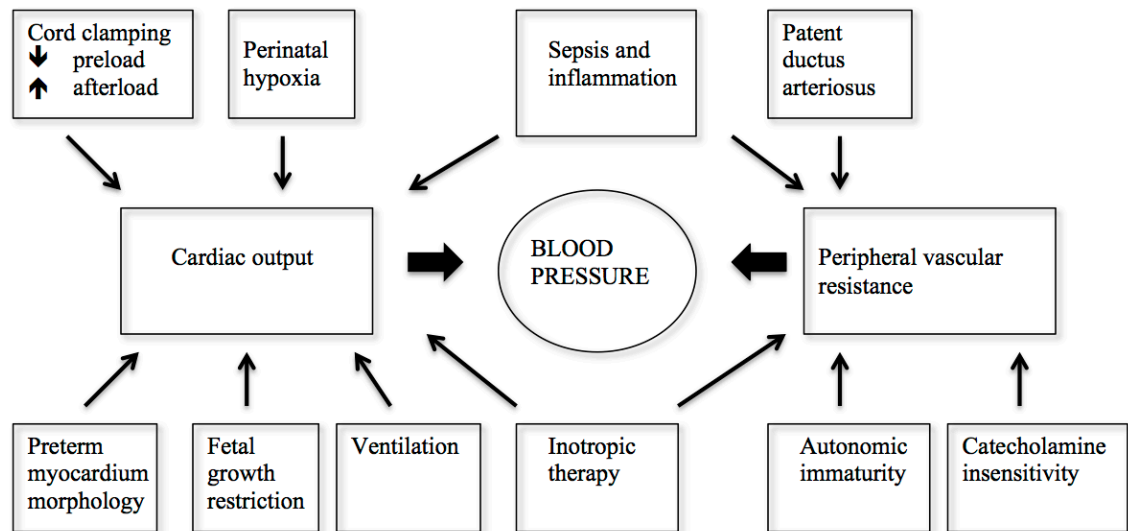 Cord clamping
↓ preload
↑ afterload
Perinatal
hypoxia
Sepsis and
inflammation
Patent
ductus
arteriosus
Cardiac output
BLOOD
PRESSURE
Peripheral vascular
resistance
Preterm
myocardium
morphology
Fetal
growth
restriction
Ventilation
Inotropic
therapy
Autonomic
immaturity
Catecholamine
insensitivity